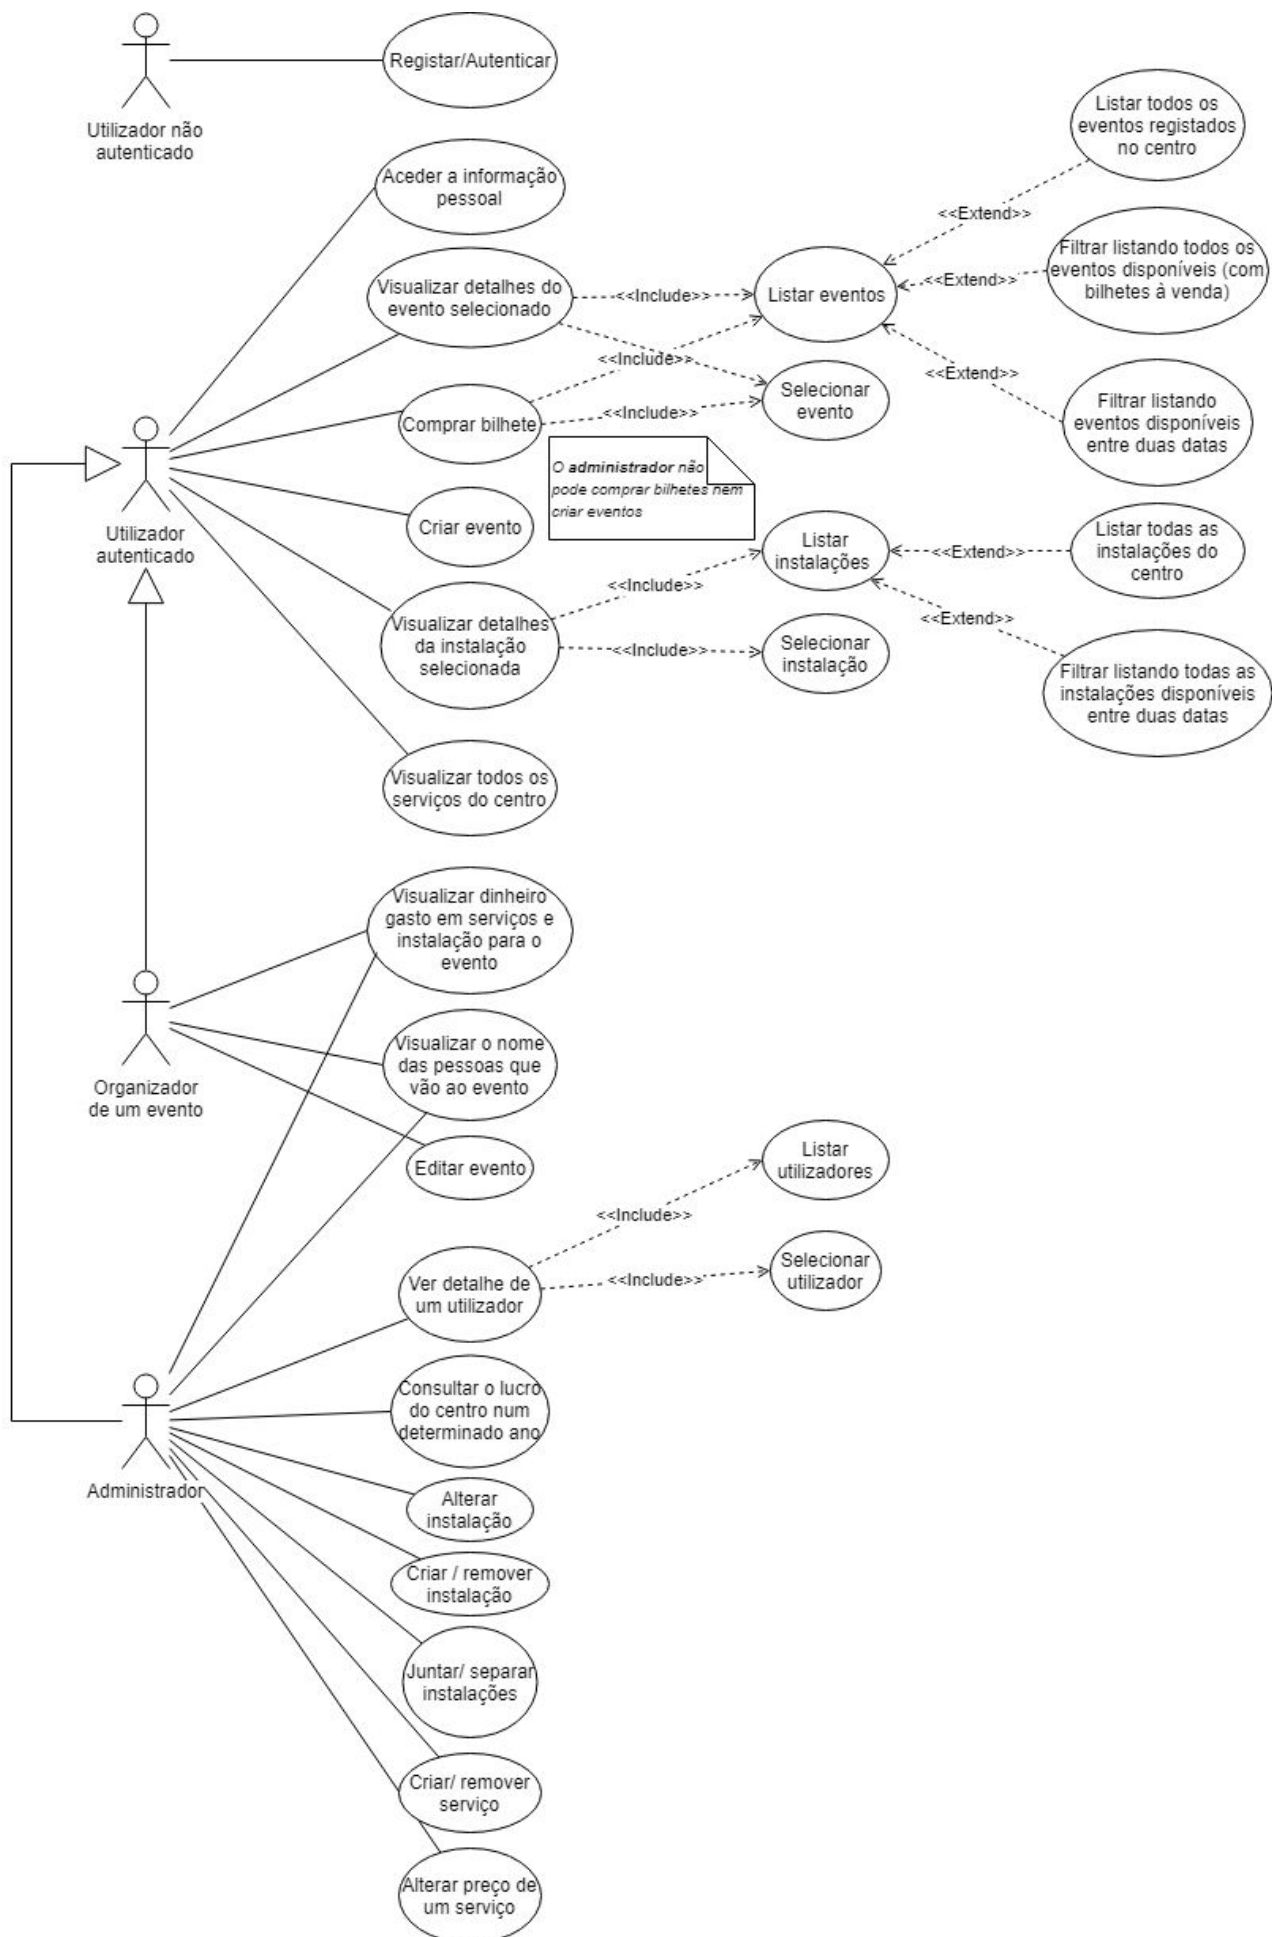 Registar/Autenticar
Utilizador não
autenticado
Listar todos os
eventos registados
no centro
Aceder a informação
pessoal
<<Extend>>
Visualizar detalhes do
evento selecionado
<<Include>>
Listar eventos
<<Extend>>
Filtrar listando todos os
eventos disponíveis (com
bilhetes à venda)
<<Include>>
<<Extend>>
Selecionar
evento
Filtrar listando
eventos disponíveis
entre duas datas
Comprar bilhete
<<Include>>
O administrador não
pode comprar bilhetes nem
criar eventos
Utilizador
autenticado
Criar evento
Listar
instalações
<<Extend>>
Listar todas as
instalações do
centro
<<Include>>
Visualizar detalhes
da instalação
selecionada
<<Extend>>
<<Include>>
Selecionar
instalação
Filtrar listando todas as
instalações disponíveis
entre duas datas
Visualizar todos os
serviços do centro
Visualizar dinheiro
gasto em serviços e
instalação para o
evento
Visualizar o nome
das pessoas que
vão ao evento
Organizador
de um evento
Editar evento
Listar
utilizadores
<<Include>>
Ver detalhe de
um utilizador
<<Include>>
Selecionar
utilizador
Consultar o lucro
do centro num
determinado ano
Administrador
Alterar
instalação
Criar / remover
instalação
Juntar/ separar
instalações
Criar/ remover
serviço
Alterar preço de
um serviço